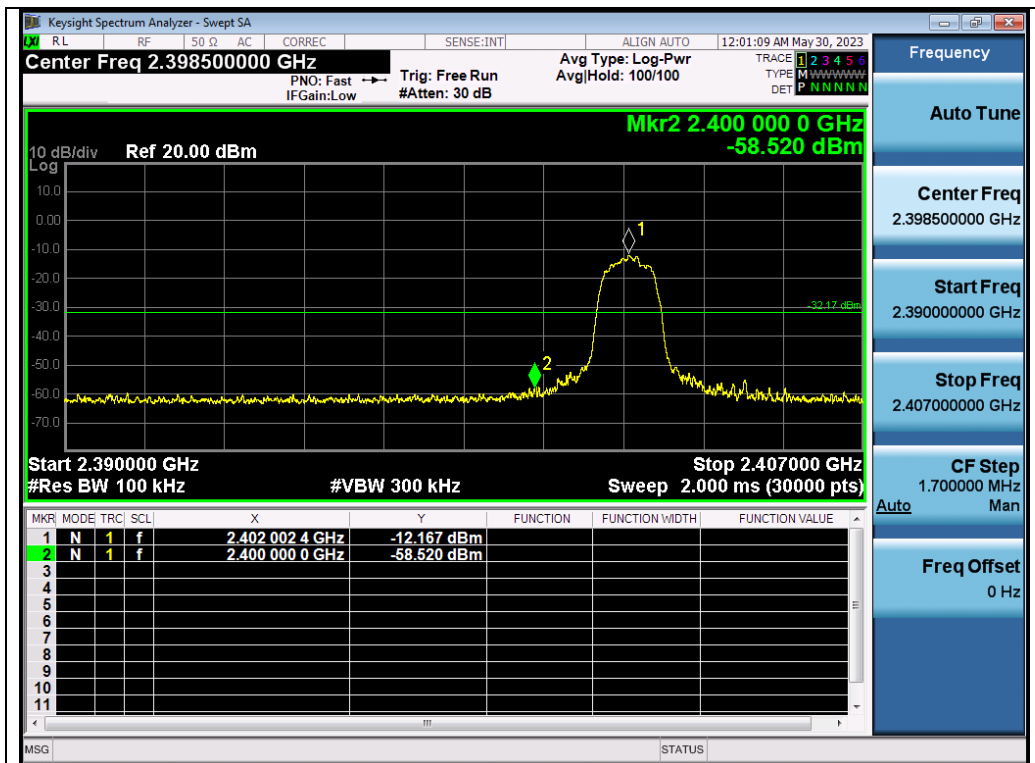 Keysight Spectrum Analyzer - Swept SA
LXI RL RF 50 Ω AC CORREC SENSE:INT ALIGN AUTO 12:01:09 AM May 30, 2023
Center Freq 2.398500000 GHz
PNO: Fast
IFGain:Low
Trig: Free Run
#Atten: 30 dB
Avg Type: Log-Pwr
Avg|Hold: 100/100
TRACE 1 2 3 4 5 6
TYPE M WWWWW
DET P N N N N N
Mkr2 2.400 000 0 GHz
-58.520 dBm
10 dB/div Ref 20.00 dBm
Log
10.0
0.00
-10.0
-20.0
-30.0
-40.0
-50.0
-60.0
-70.0
1
-32.17 dBm
2
Start 2.390000 GHz Stop 2.407000 GHz
#Res BW 100 kHz #VBW 300 kHz Sweep 2.000 ms (30000 pts)
MKR MODE TRC SCL X Y FUNCTION FUNCTION WIDTH FUNCTION VALUE
1 N 1 f 2.402 002 4 GHz -12.167 dBm
2 N 1 f 2.400 000 0 GHz -58.520 dBm
3
4
5
6
7
8
9
10
11
MSG STATUS
Frequency
Auto Tune
Center Freq
2.398500000 GHz
Start Freq
2.390000000 GHz
Stop Freq
2.407000000 GHz
CF Step
1.700000 MHz
Auto Man
Freq Offset
0 Hz